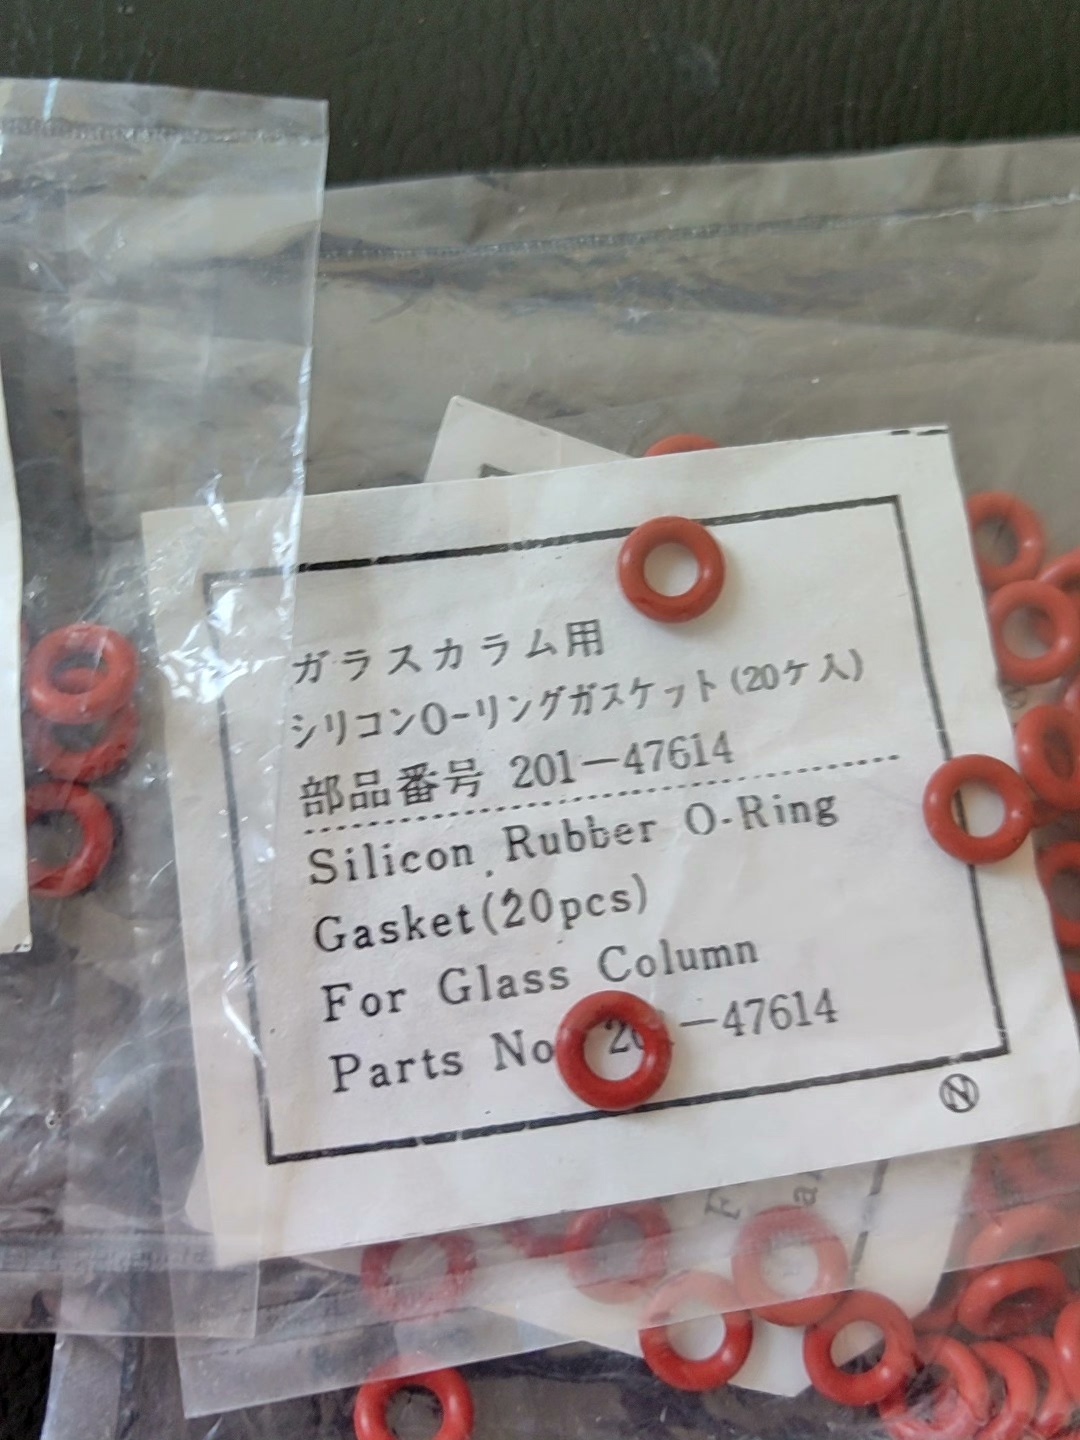 ガラスカラム用
シリコンO-リングガスケット(20ケ入)
部品番号 201-47614
Silicon Rubber O-Ring
Gasket(20pcs)
For Glass Column
Parts No 20 -47614
N
F
a